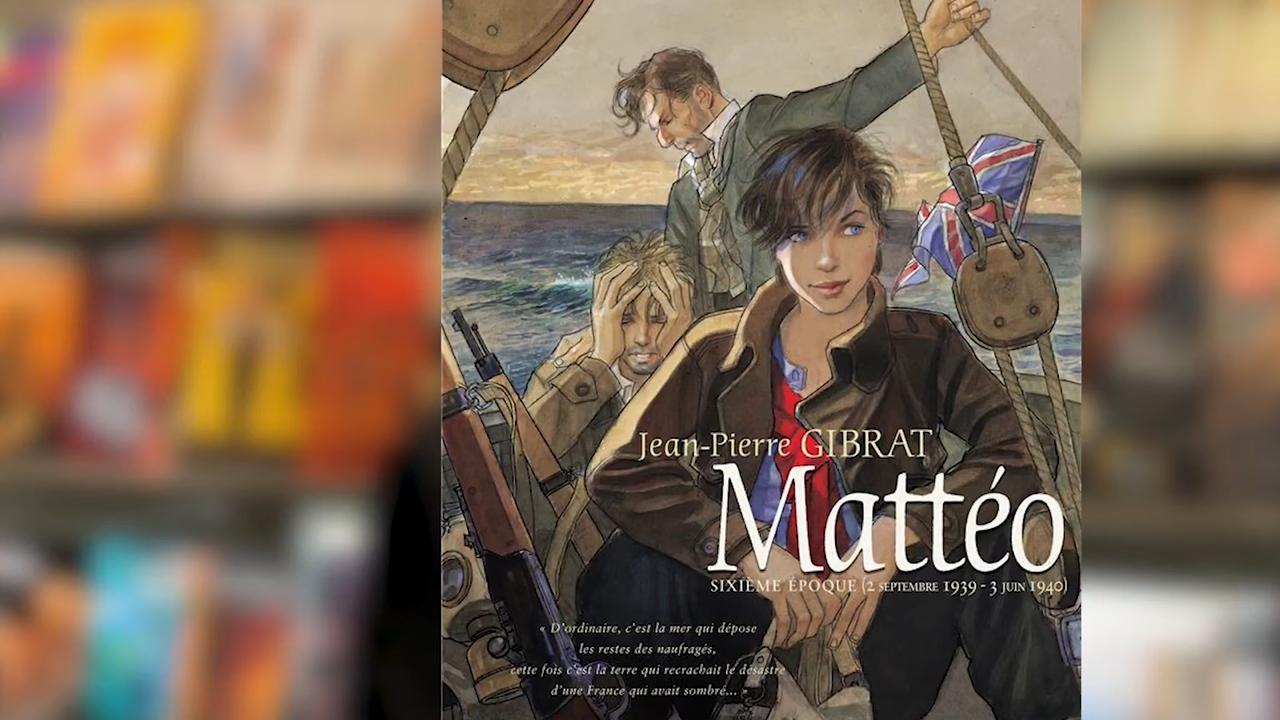 Jean-Pierre GIBRAT
Mattéo
SIXIÈME ÉPOQUE (2 SEPTEMBRE 1939 - 3 JUIN 1940)
« D'ordinaire, c'est la mer qui dépose
les restes des naufragés,
cette fois c'est la terre qui recrachait le désastre
d'une France qui avait sombré... »